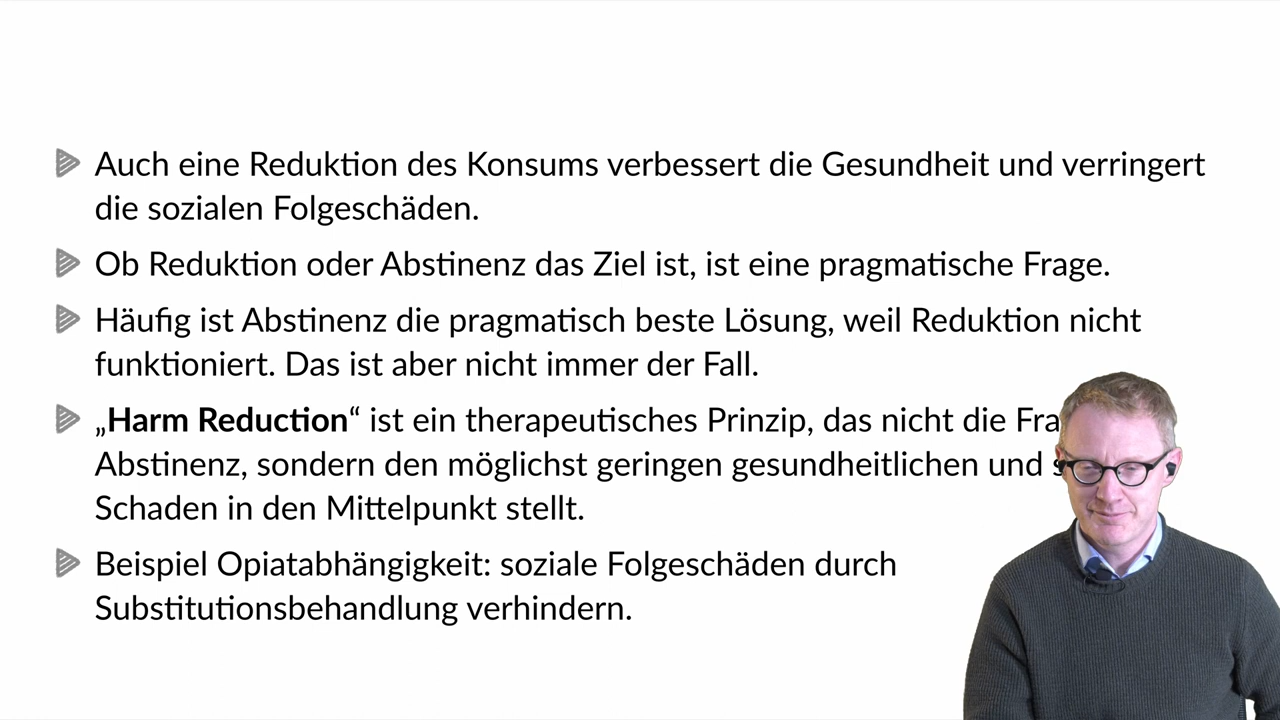 Auch eine Reduktion des Konsums verbessert die Gesundheit und verringert
die sozialen Folgeschäden.
Ob Reduktion oder Abstinenz das Ziel ist, ist eine pragmatische Frage.
Häufig ist Abstinenz die pragmatisch beste Lösung, weil Reduktion nicht
funktioniert. Das ist aber nicht immer der Fall.
„Harm Reduction“ ist ein therapeutisches Prinzip, das nicht die
Abstinenz, sondern den möglichst geringen gesundheitlichen und
Schaden in den Mittelpunkt stellt.
Beispiel Opiatabhängigkeit: soziale Folgeschäden durch
Substitutionsbehandlung verhindern.